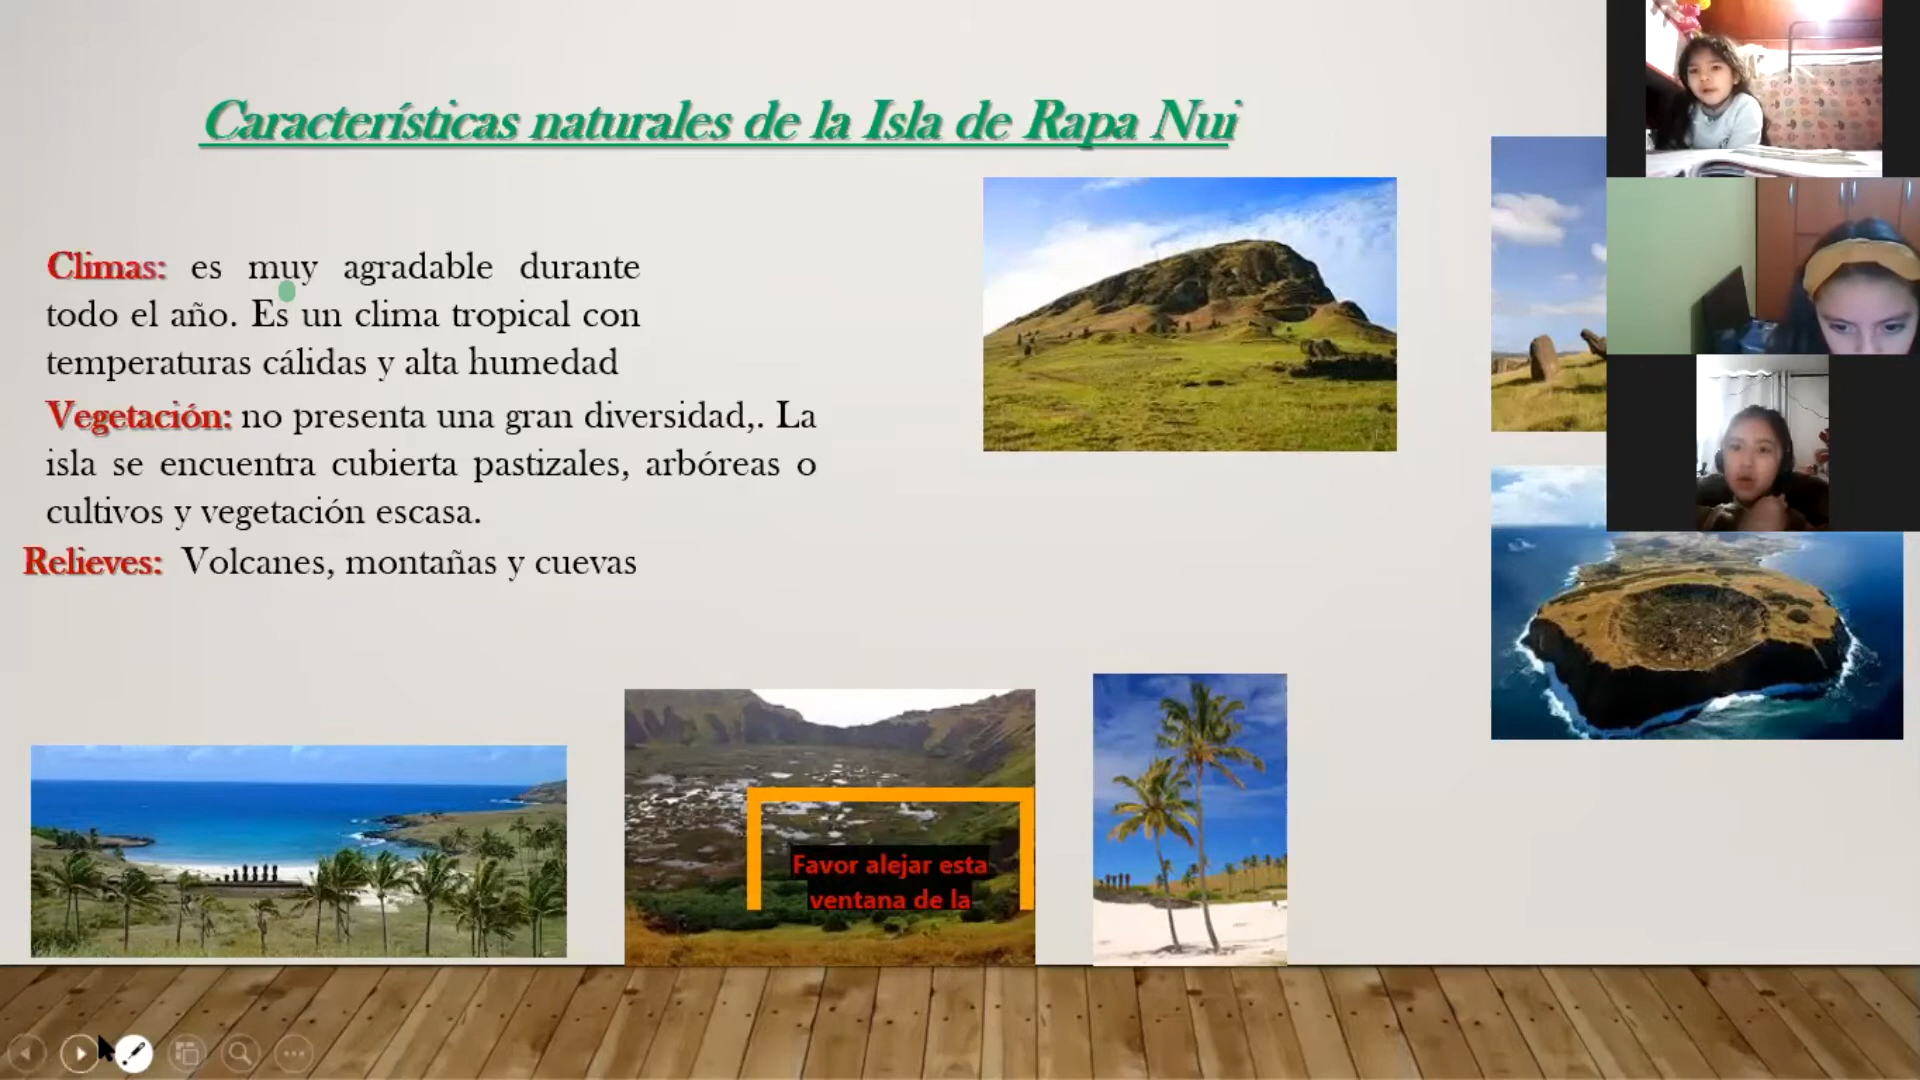 Características naturales de la Isla de Rapa Nui
Climas: es muy agradable durante
todo el año. Es un clima tropical con
temperaturas cálidas y alta humedad
Vegetación: no presenta una gran diversidad,. La
isla se encuentra cubierta pastizales, arbóreas o
cultivos y vegetación escasa.
Relieves: Volcanes, montañas y cuevas
Favor alejar esta
ventana de la